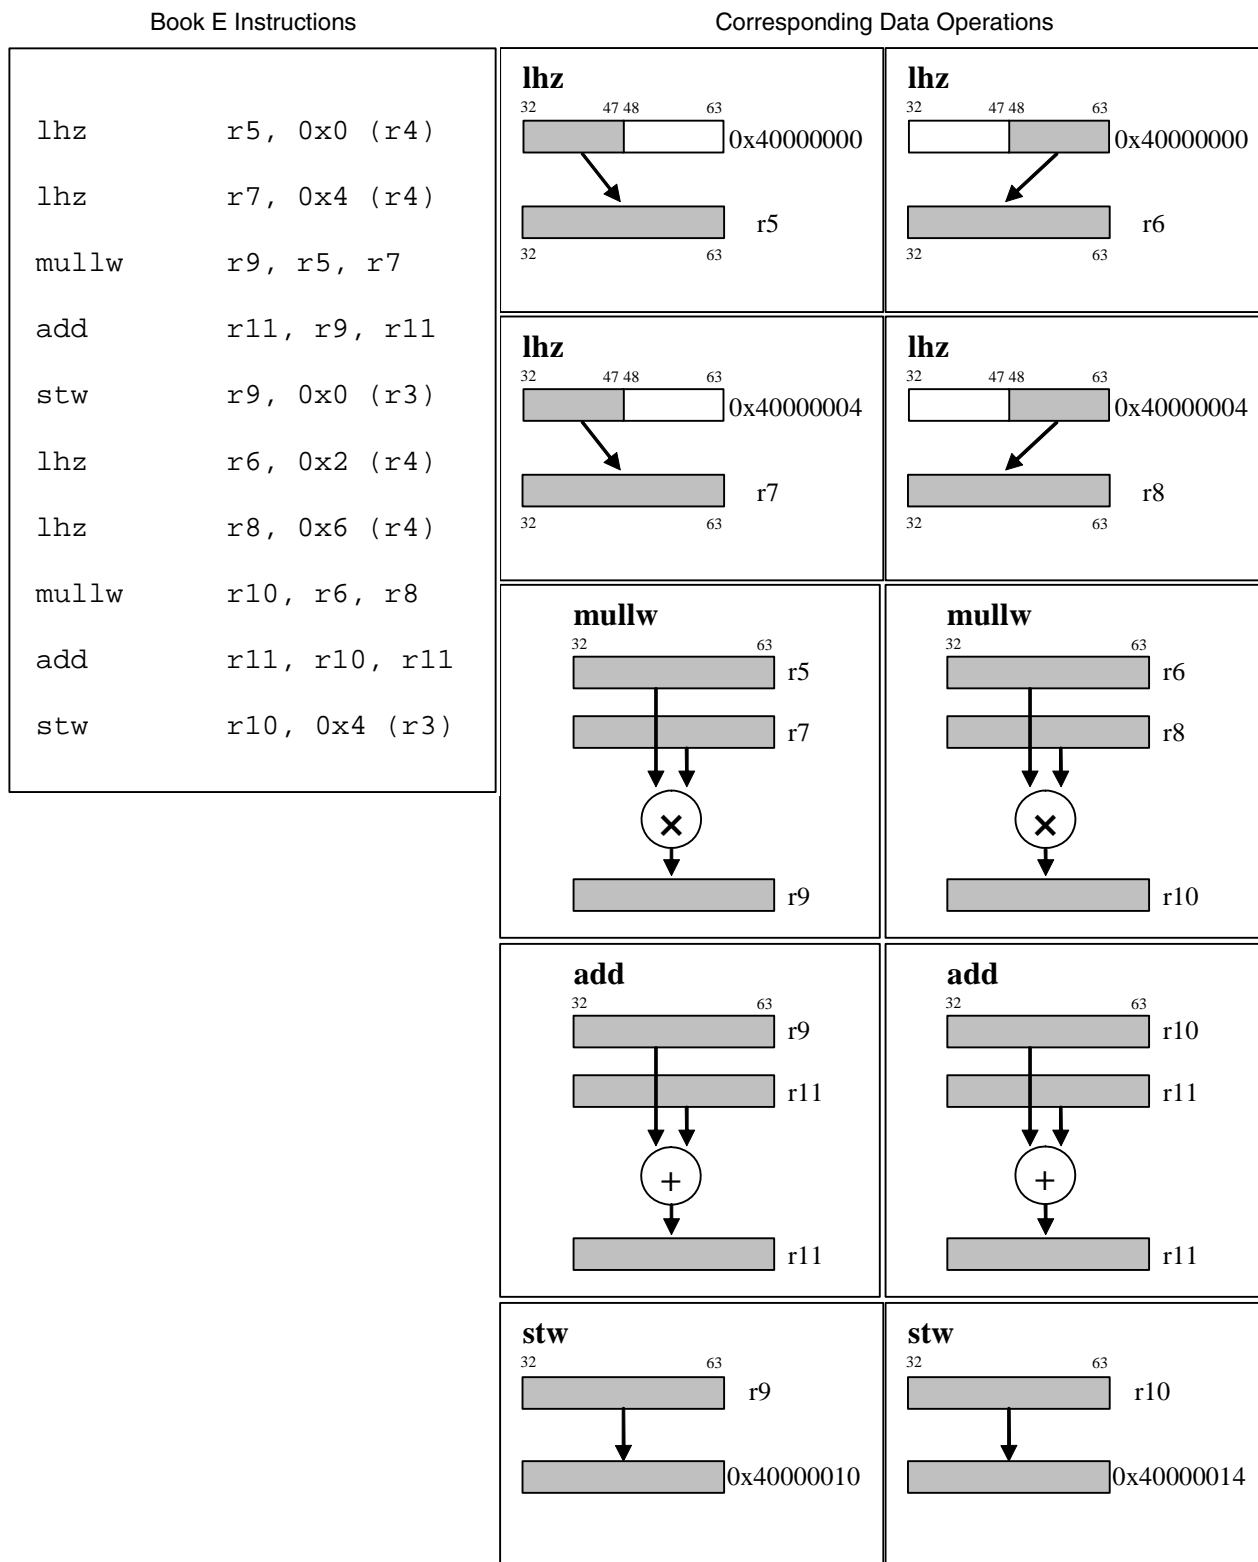 Book E Instructions
Corresponding Data Operations
lhz r5, 0x0 (r4)
lhz r7, 0x4 (r4)
mullw r9, r5, r7
add r11, r9, r11
stw r9, 0x0 (r3)
lhz r6, 0x2 (r4)
lhz r8, 0x6 (r4)
mullw r10, r6, r8
add r11, r10, r11
stw r10, 0x4 (r3)
lhz
32 47 48 63
0x40000000
r5
32 63
lhz
32 47 48 63
0x40000000
r6
32 63
lhz
32 47 48 63
0x40000004
r7
32 63
lhz
32 47 48 63
0x40000004
r8
32 63
mullw
32 63
r5
r7
×
r9
mullw
32 63
r6
r8
×
r10
add
32 63
r9
r11
+
r11
add
32 63
r10
r11
+
r11
stw
32 63
r9
0x40000010
stw
32 63
r10
0x40000014